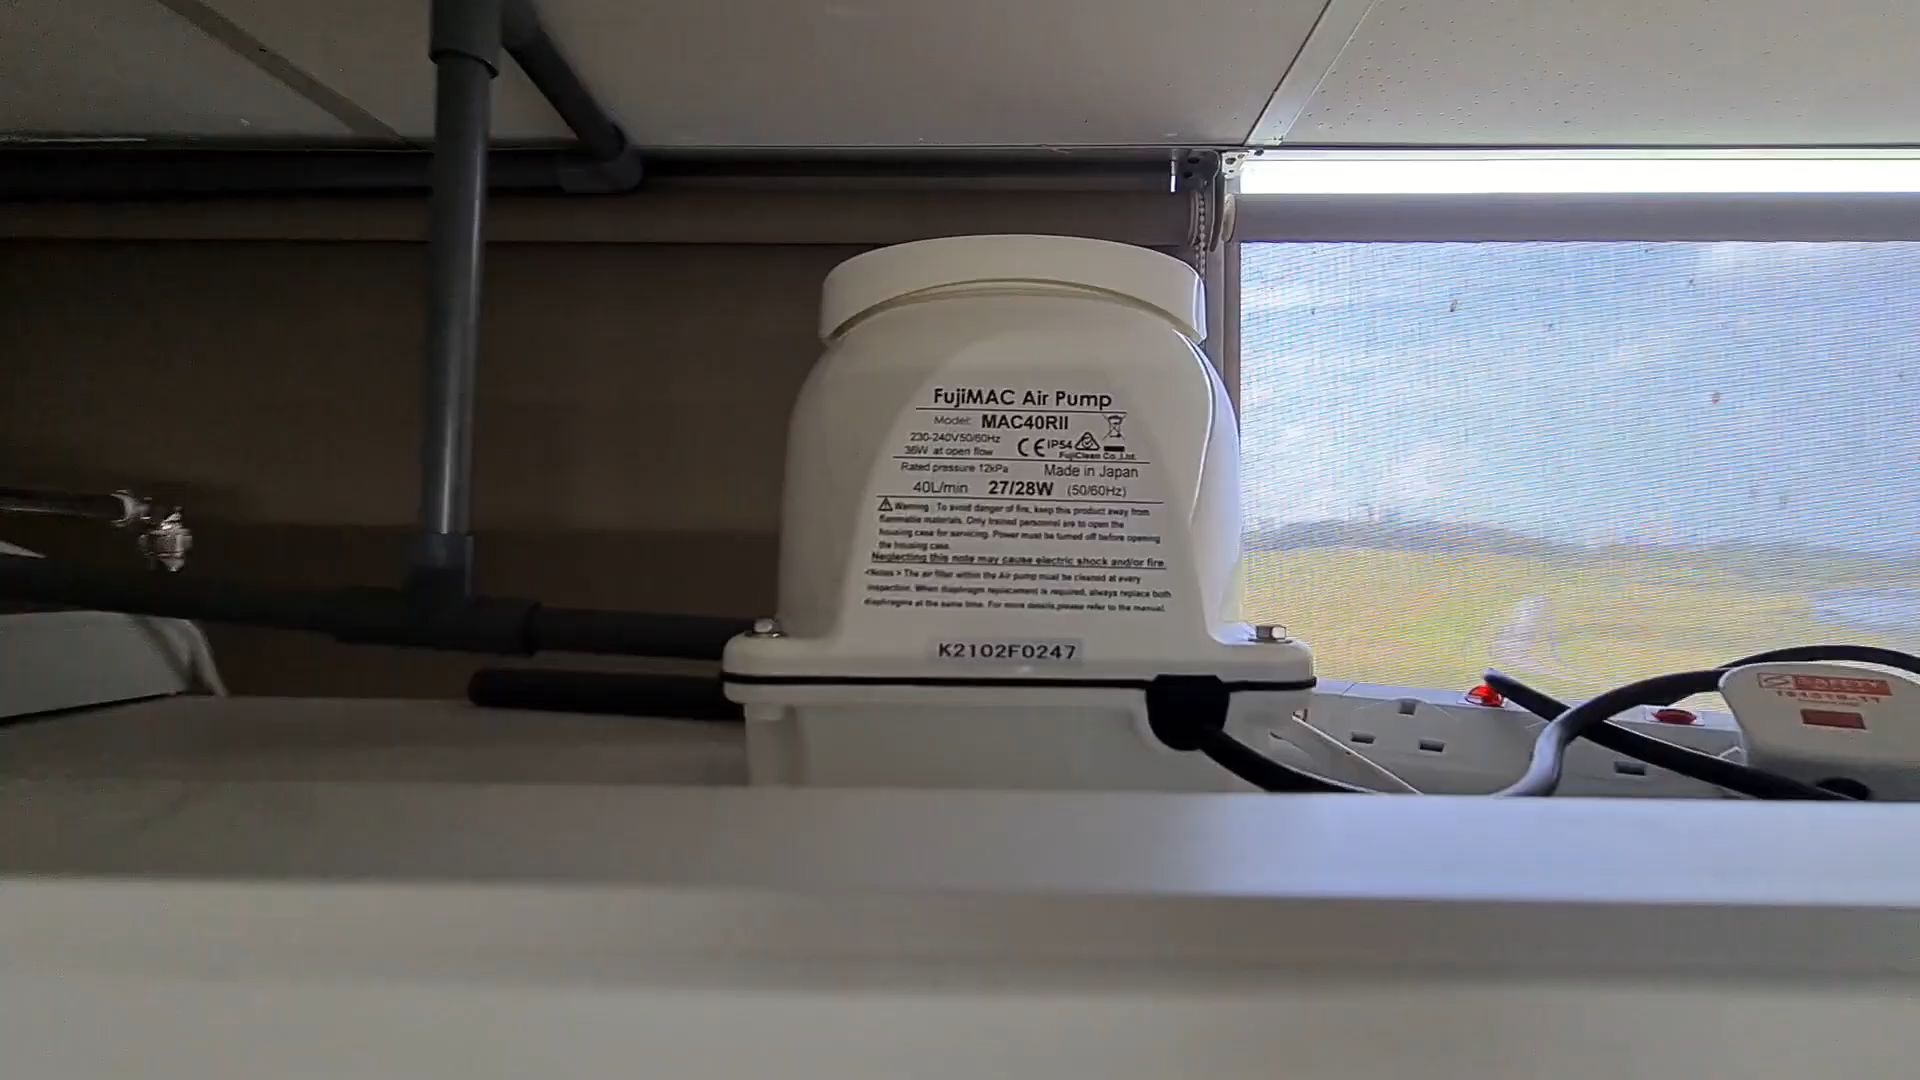 FujiMAC Air Pump
Model: MAC40RII
230-240V50/60Hz
36W at open flow
CE IP54
FujiClean Co.,Ltd.
Rated pressure 12kPa Made in Japan
40L/min 27/28W (50/60Hz)
Warning : To avoid danger of fire, keep this product away from
flammable materials. Only trained personnel are to open the
housing case for servicing. Power must be turned off before opening
the housing case.
Neglecting this note may cause electric shock and/or fire.
<Notes> The air filter within the Air pump must be cleaned at every
inspection. When diaphragm replacement is required, always replace both
diaphragms at the same time. For more details,please refer to the manual.
K2102F0247